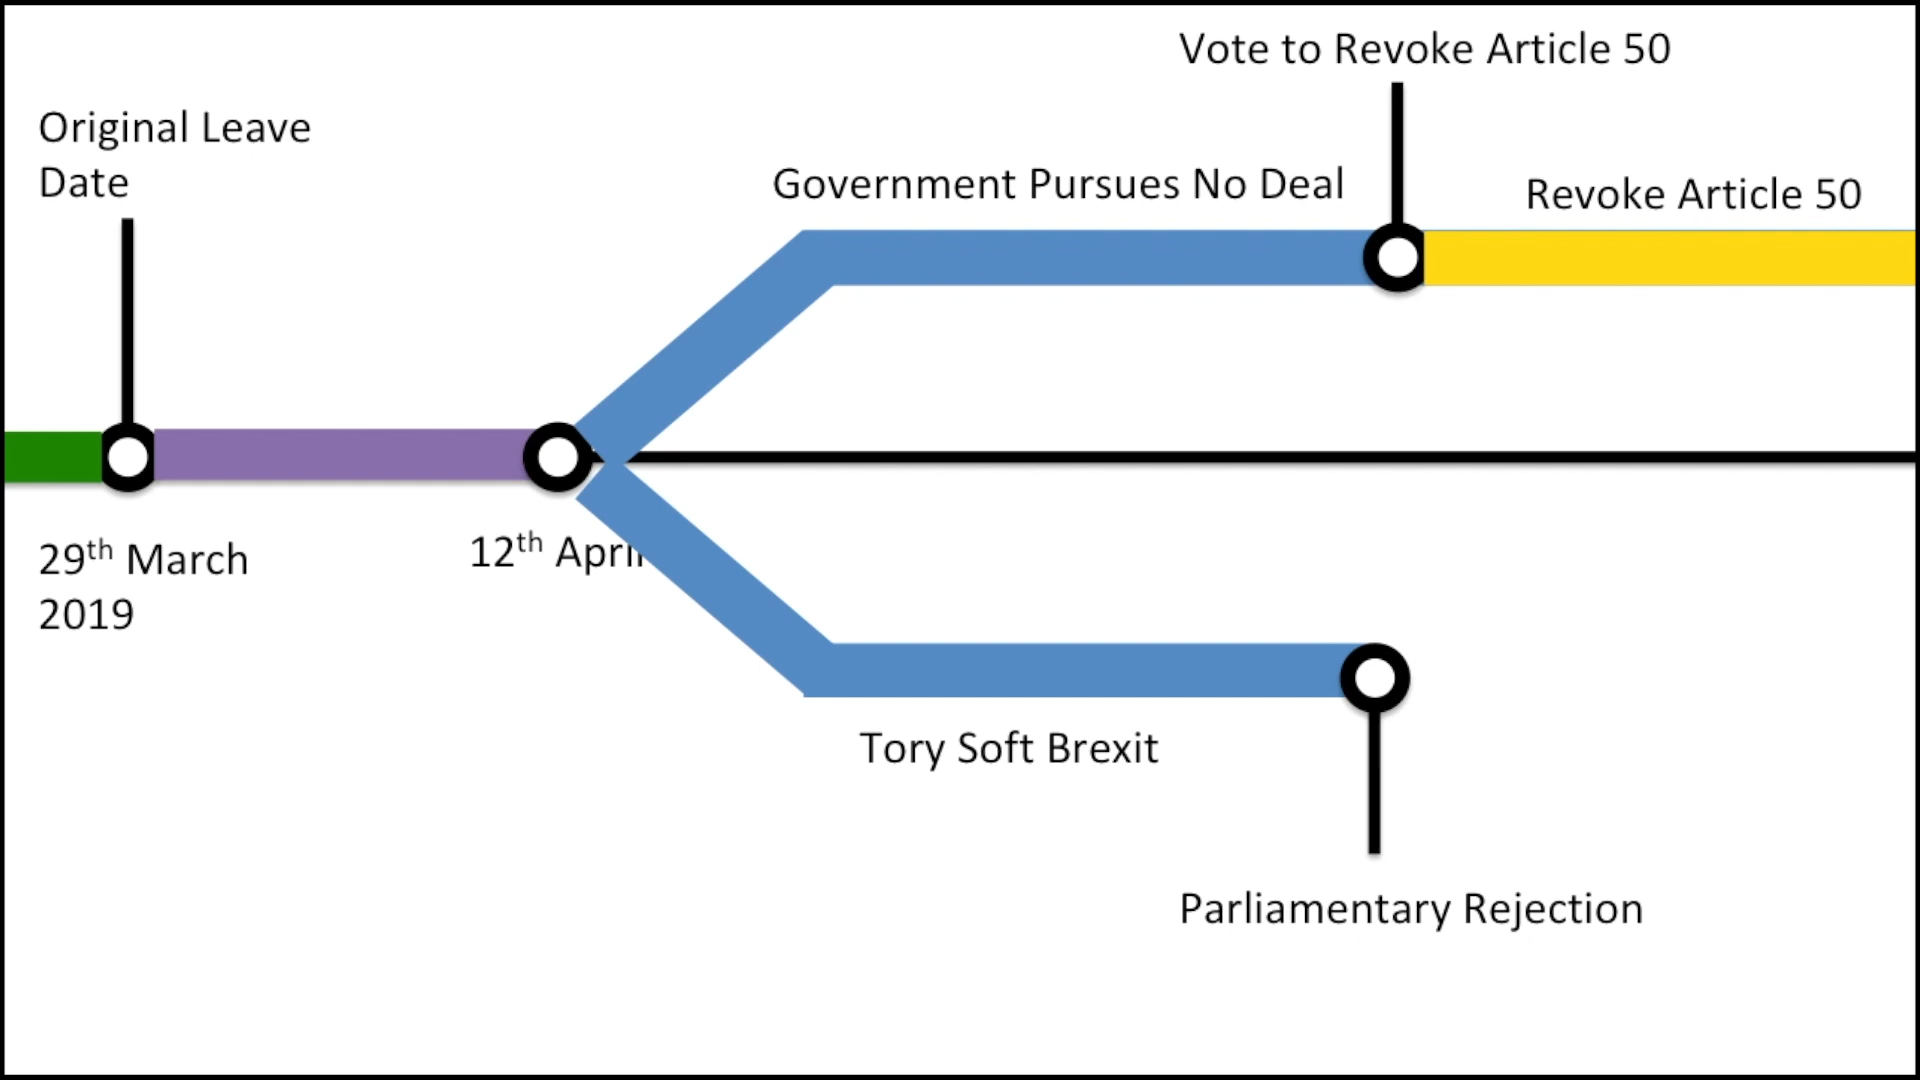 Vote to Revoke Article 50
Original Leave
Date
Government Pursues No Deal
Revoke Article 50
29th March
2019
12th April
Tory Soft Brexit
Parliamentary Rejection